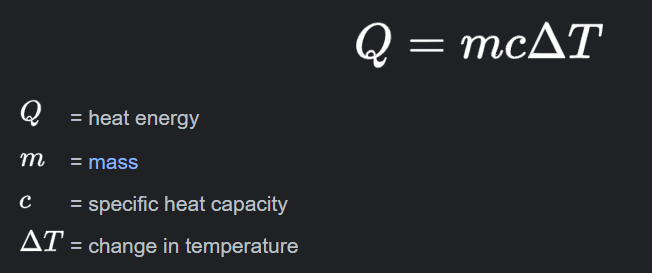 Q = mcΔT
Q = heat energy
m = mass
c = specific heat capacity
ΔT = change in temperature